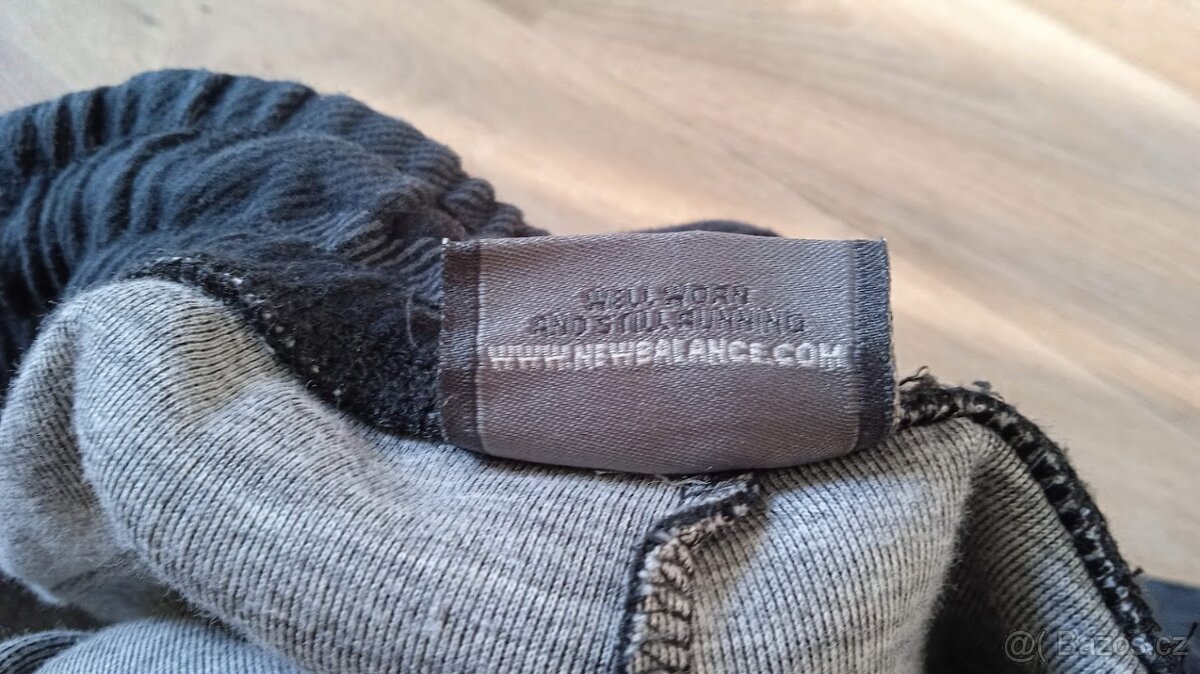 WELL WORN
AND STILL RUNNING
WWW.NEWBALANCE.COM
@( Bazos.cz